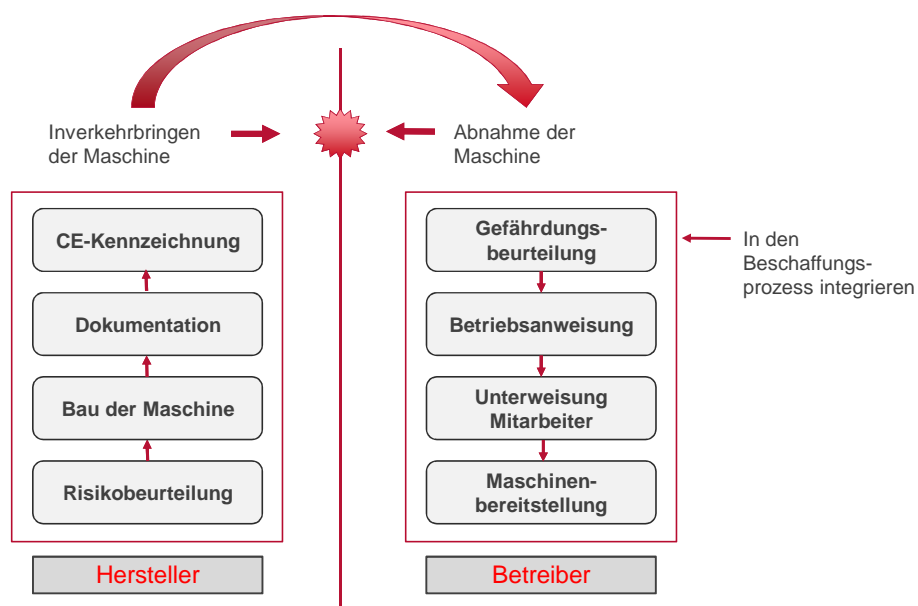 Inverkehrbringen
der Maschine
Abnahme der
Maschine
CE-Kennzeichnung
Dokumentation
Bau der Maschine
Risikobeurteilung
Hersteller
Gefährdungs-
beurteilung
Betriebsanweisung
Unterweisung
Mitarbeiter
Maschinen-
bereitstellung
Betreiber
In den
Beschaffungs-
prozess integrieren